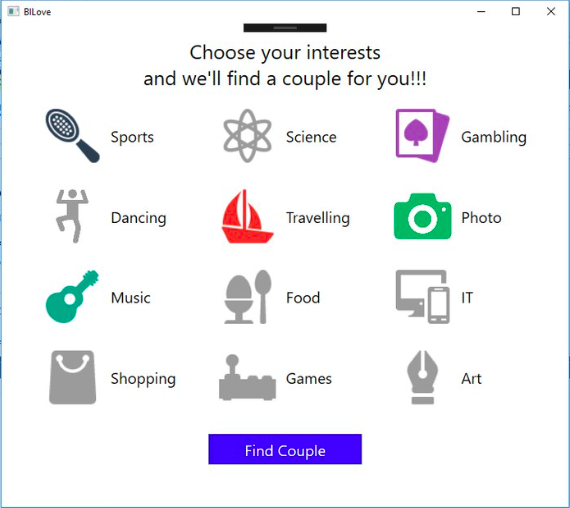 BILove
Choose your interests
and we'll find a couple for you!!!
Sports
Science
Gambling
Dancing
Travelling
Photo
Music
Food
IT
Shopping
Games
Art
Find Couple